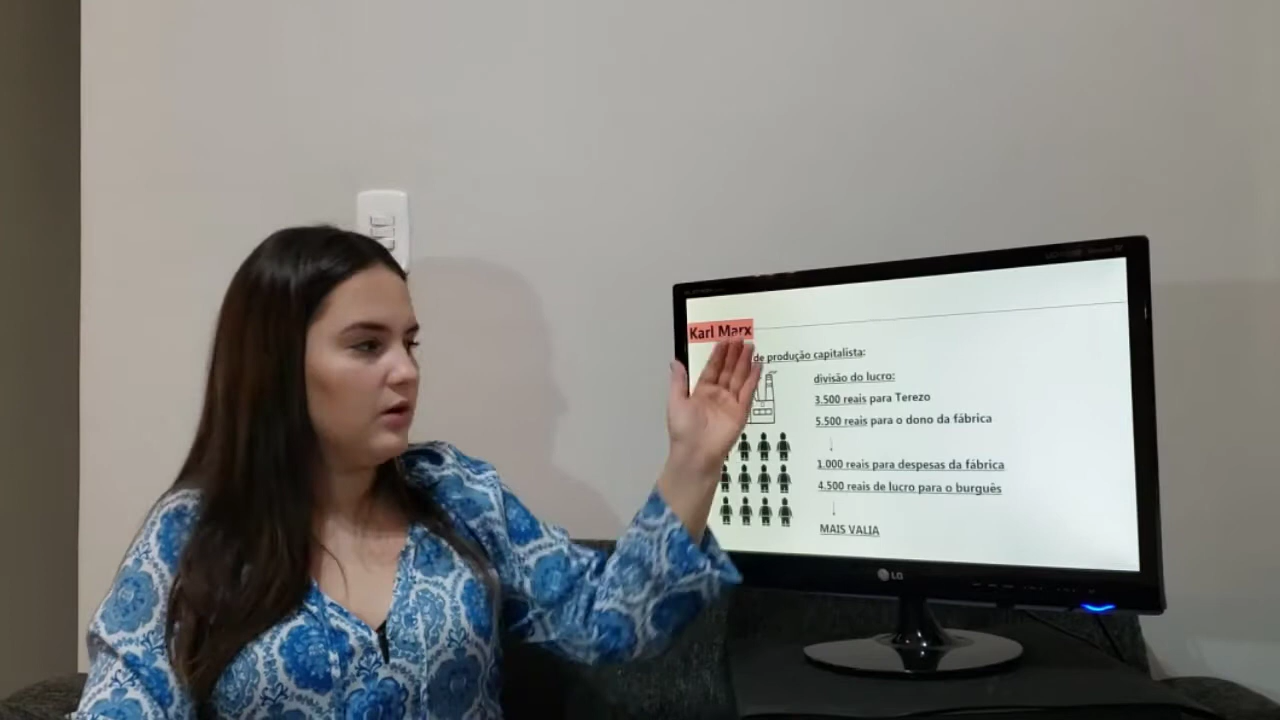 Karl Marx
de produção capitalista:
divisão do lucro:
3.500 reais para Terezo
5.500 reais para o dono da fábrica
1.000 reais para despesas da fábrica
4.500 reais de lucro para o burguês
MAIS VALIA
LG